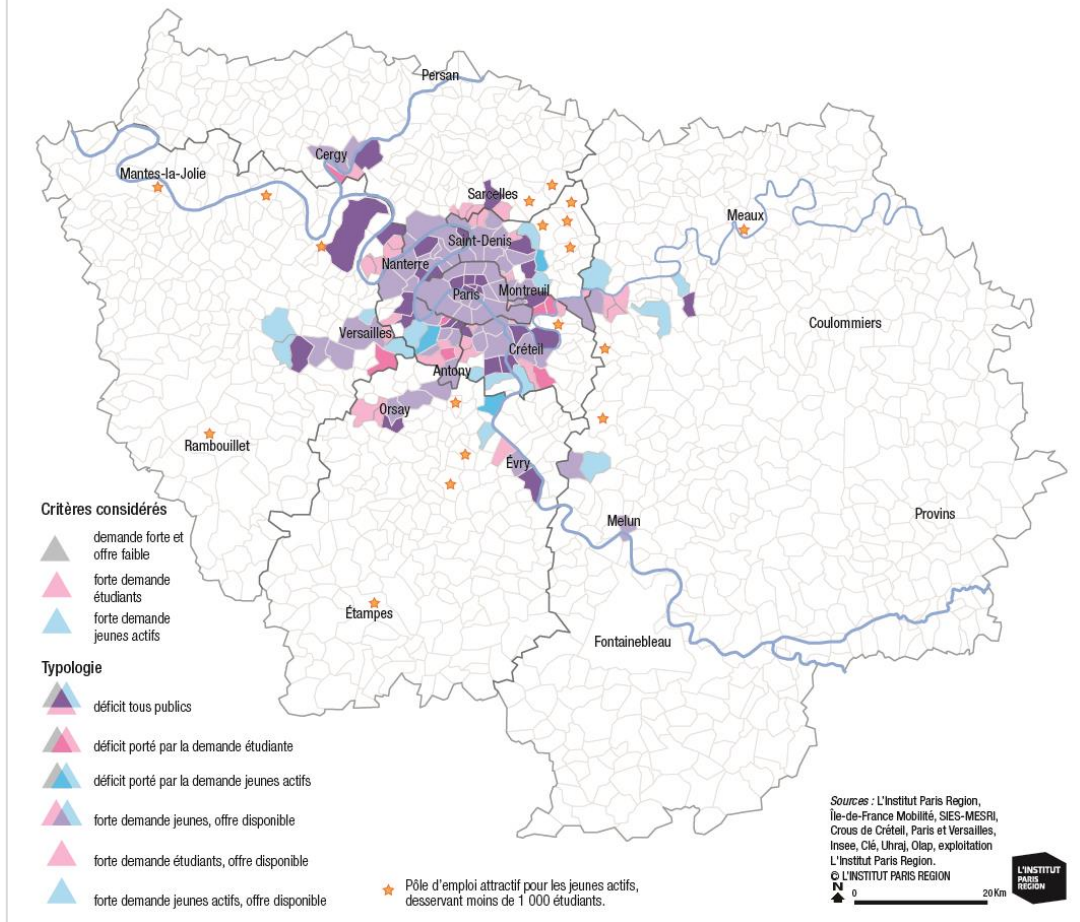 Persan
Cergy
Mantes-la-Jolie
Sarcelles
Meaux
Saint-Denis
Nanterre
Paris
Montreuil
Coulommiers
Versailles
Créteil
Antony
Orsay
Rambouillet
Évry
Provins
Melun
Étampes
Fontainebleau
Critères considérés
demande forte et
offre faible
forte demande
étudiants
forte demande
jeunes actifs
Typologie
déficit tous publics
déficit porté par la demande étudiante
déficit porté par la demande jeunes actifs
forte demande jeunes, offre disponible
forte demande étudiants, offre disponible
forte demande jeunes actifs, offre disponible
Pôle d'emploi attractif pour les jeunes actifs,
desservant moins de 1 000 étudiants.
Sources : L'Institut Paris Region,
Île-de-France Mobilité, SIES-MESRI,
Crous de Créteil, Paris et Versailles,
Insee, Clé, Uhraj, Olap, exploitation
L'Institut Paris Region.
© L'INSTITUT PARIS REGION
N
0 20 Km
L'INSTITUT
PARIS
REGION